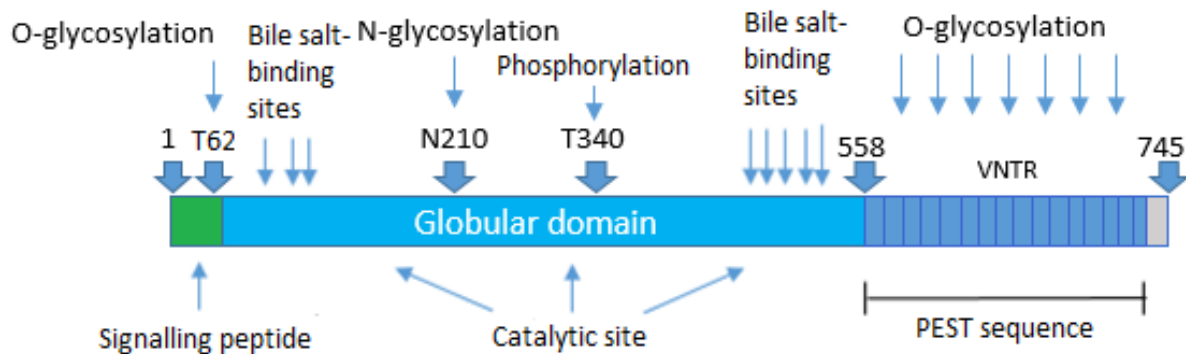 O-glycosylation
Bile salt-
binding
sites
N-glycosylation
Phosphorylation
Bile salt-
binding
sites
O-glycosylation
1
T62
N210
T340
558
VNTR
745
Globular domain
Signalling peptide
Catalytic site
PEST sequence